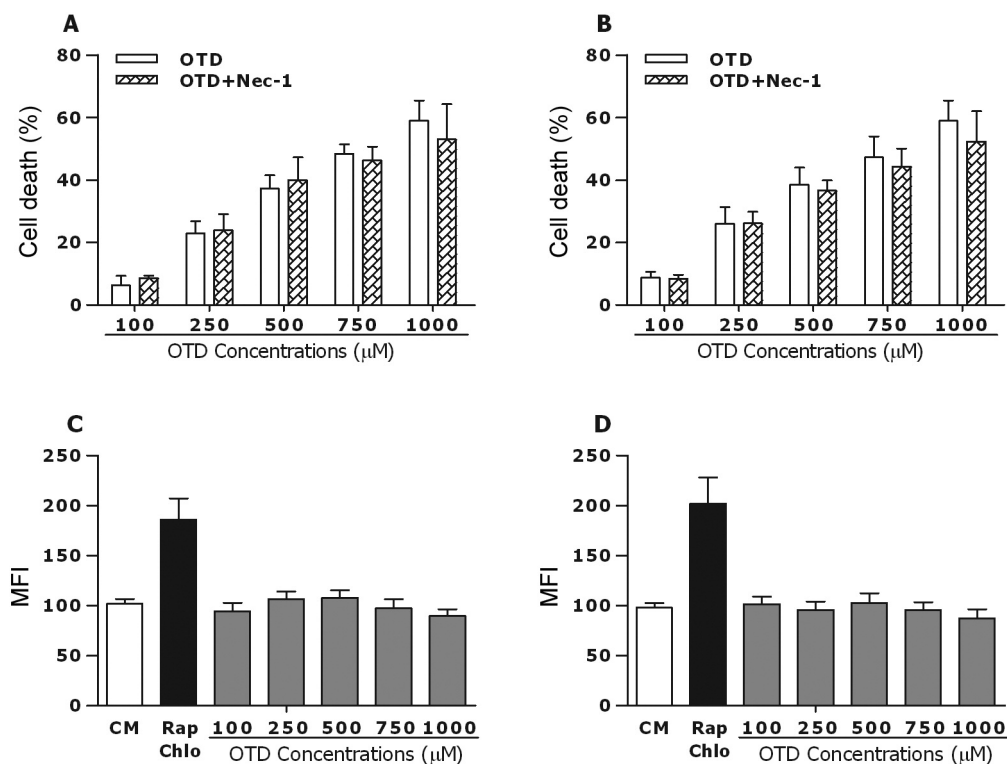 A
80
60
40
20
0
Cell death (%)
OTD
OTD+Nec-1
100 250 500 750 1000
OTD Concentrations (μM)
B
80
60
40
20
0
Cell death (%)
OTD
OTD+Nec-1
100 250 500 750 1000
OTD Concentrations (μM)
C
250
200
150
100
50
0
MFI
CM Rap 100 250 500 750 1000
Chlo OTD Concentrations (μM)
D
250
200
150
100
50
0
MFI
CM Rap 100 250 500 750 1000
Chlo OTD Concentrations (μM)